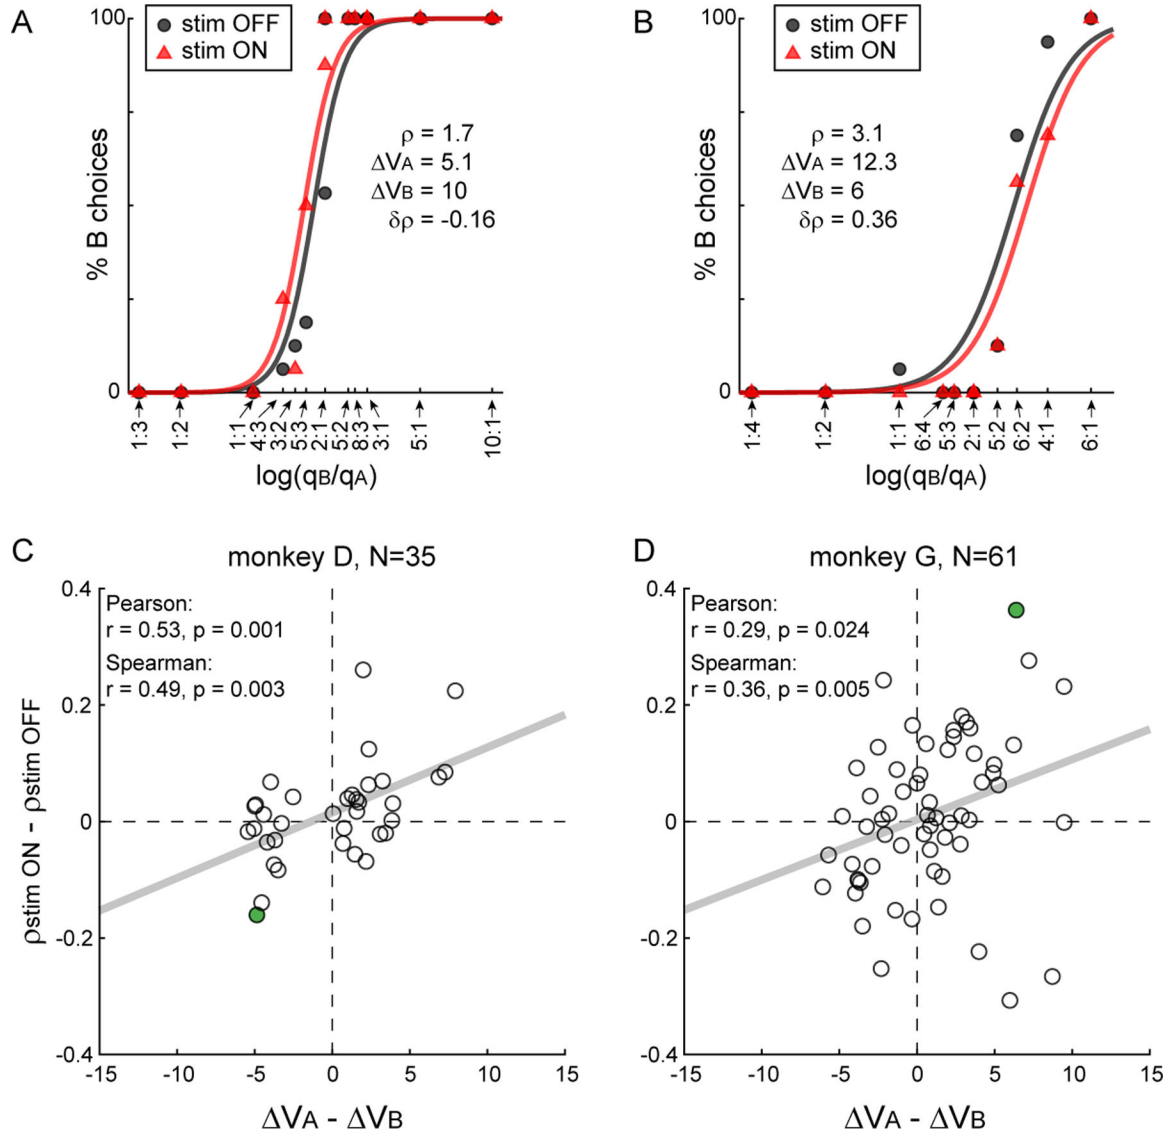 A
100
stim OFF
stim ON
ρ = 1.7
ΔVA = 5.1
ΔVB = 10
δρ = -0.16
% B choices
0
1:3
1:2
1:1
4:3
3:2
5:3
2:1
5:2
8:3
3:1
5:1
10:1
log(qB/qA)
B
100
stim OFF
stim ON
ρ = 3.1
ΔVA = 12.3
ΔVB = 6
δρ = 0.36
% B choices
0
1:4
1:2
1:1
6:4
5:3
2:1
5:2
6:2
4:1
6:1
log(qB/qA)
C
monkey D, N=35
0.4
Pearson:
r = 0.53, p = 0.001
Spearman:
r = 0.49, p = 0.003
0.2
0
-0.2
-0.4
ρstim ON - ρstim OFF
-15
-10
-5
0
5
10
15
ΔVA - ΔVB
D
monkey G, N=61
0.4
Pearson:
r = 0.29, p = 0.024
Spearman:
r = 0.36, p = 0.005
0.2
0
-0.2
-0.4
-15
-10
-5
0
5
10
15
ΔVA - ΔVB